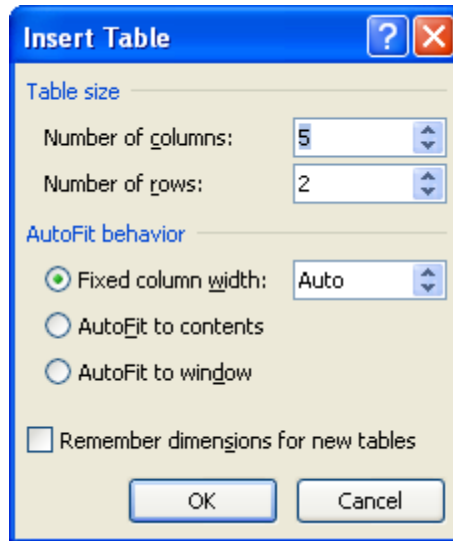 Insert Table
Table size
Number of columns: 5
Number of rows: 2
AutoFit behavior
Fixed column width: Auto
AutoFit to contents
AutoFit to window
Remember dimensions for new tables
OK Cancel